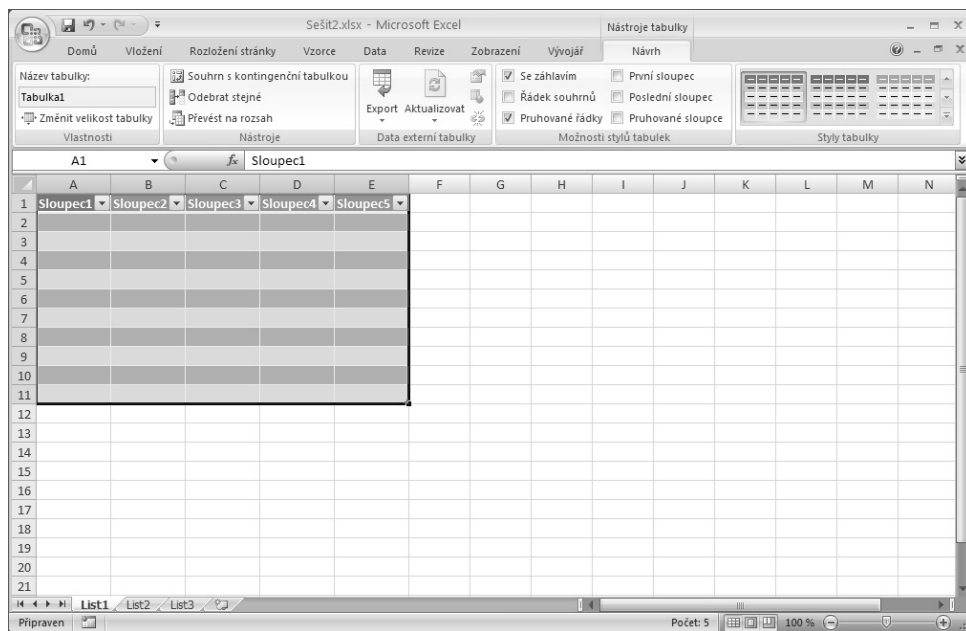 Sešit2.xlsx - Microsoft Excel
Nástroje tabulky
Domů Vložení Rozložení stránky Vzorce Data Revize Zobrazení Vývojář Návrh
Název tabulky:
Tabulka1
Změnit velikost tabulky
Vlastnosti
Souhrn s kontingenční tabulkou
Odebrat stejné
Převést na rozsah
Nástroje
Export Aktualizovat
Data externí tabulky
Se záhlavím
Řádek souhrnů
Pruhované řádky
První sloupec
Poslední sloupec
Pruhované sloupce
Možnosti stylů tabulek
Styly tabulky
A1 fx Sloupec1
A B C D E F G H I J K L M N
1 Sloupec1 Sloupec2 Sloupec3 Sloupec4 Sloupec5
2
3
4
5
6
7
8
9
10
11
12
13
14
15
16
17
18
19
20
21
List1 List2 List3
Připraven Počet: 5 100 %